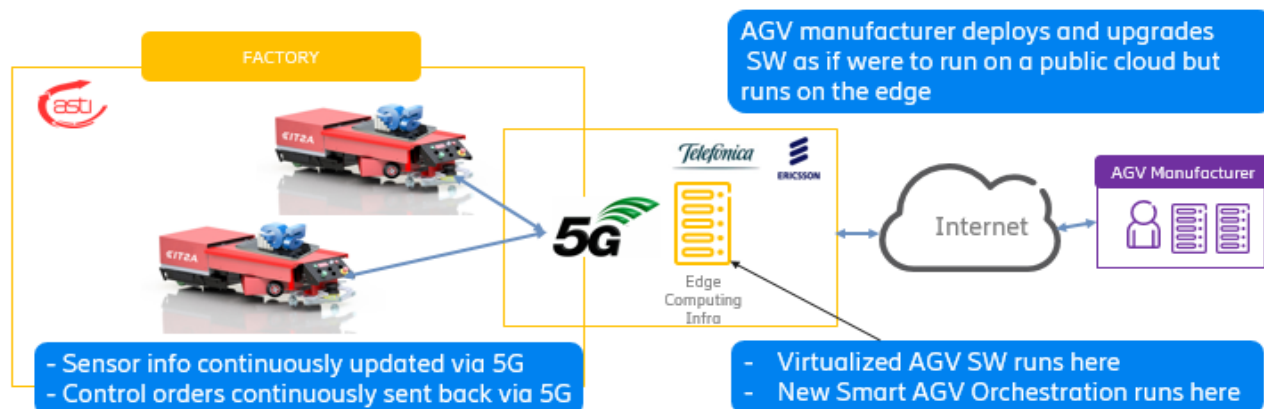 FACTORY
asti
AGV manufacturer deploys and upgrades
SW as if were to run on a public cloud but
runs on the edge
Telefónica
ERICSSON
5G
Edge
Computing
Infra
Internet
AGV Manufacturer
- Sensor info continuously updated via 5G
- Control orders continuously sent back via 5G
- Virtualized AGV SW runs here
- New Smart AGV Orchestration runs here